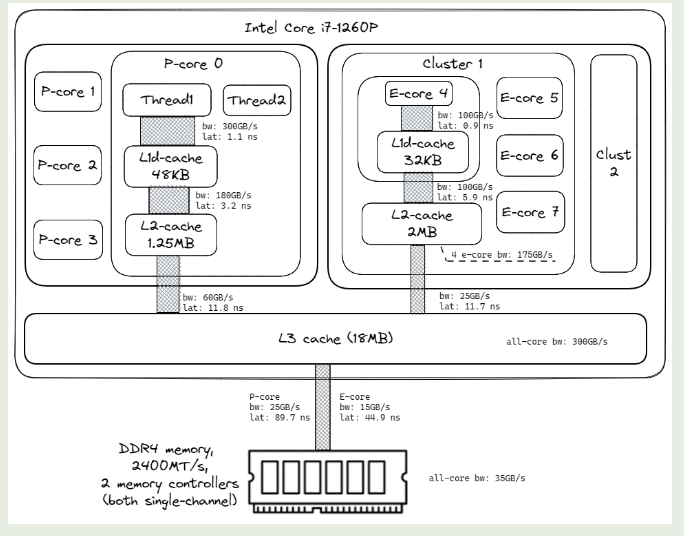 Intel Core i7-1260P
P-core 0
P-core 1
P-core 2
P-core 3
Thread1
Thread2
bw: 300GB/s
lat: 1.1 ns
L1d-cache
48KB
bw: 180GB/s
lat: 3.2 ns
L2-cache
1.25MB
bw: 60GB/s
lat: 11.8 ns
Cluster 1
E-core 4
E-core 5
E-core 6
E-core 7
bw: 100GB/s
lat: 0.9 ns
L1d-cache
32KB
bw: 100GB/s
lat: 5.9 ns
L2-cache
2MB
4 e-core bw: 175GB/s
bw: 25GB/s
lat: 11.7 ns
Clust
2
L3 cache (18MB)
all-core bw: 300GB/s
P-core
bw: 25GB/s
lat: 89.7 ns
E-core
bw: 15GB/s
lat: 44.9 ns
DDR4 memory,
2400MT/s,
2 memory controllers
(both single-channel)
all-core bw: 35GB/s